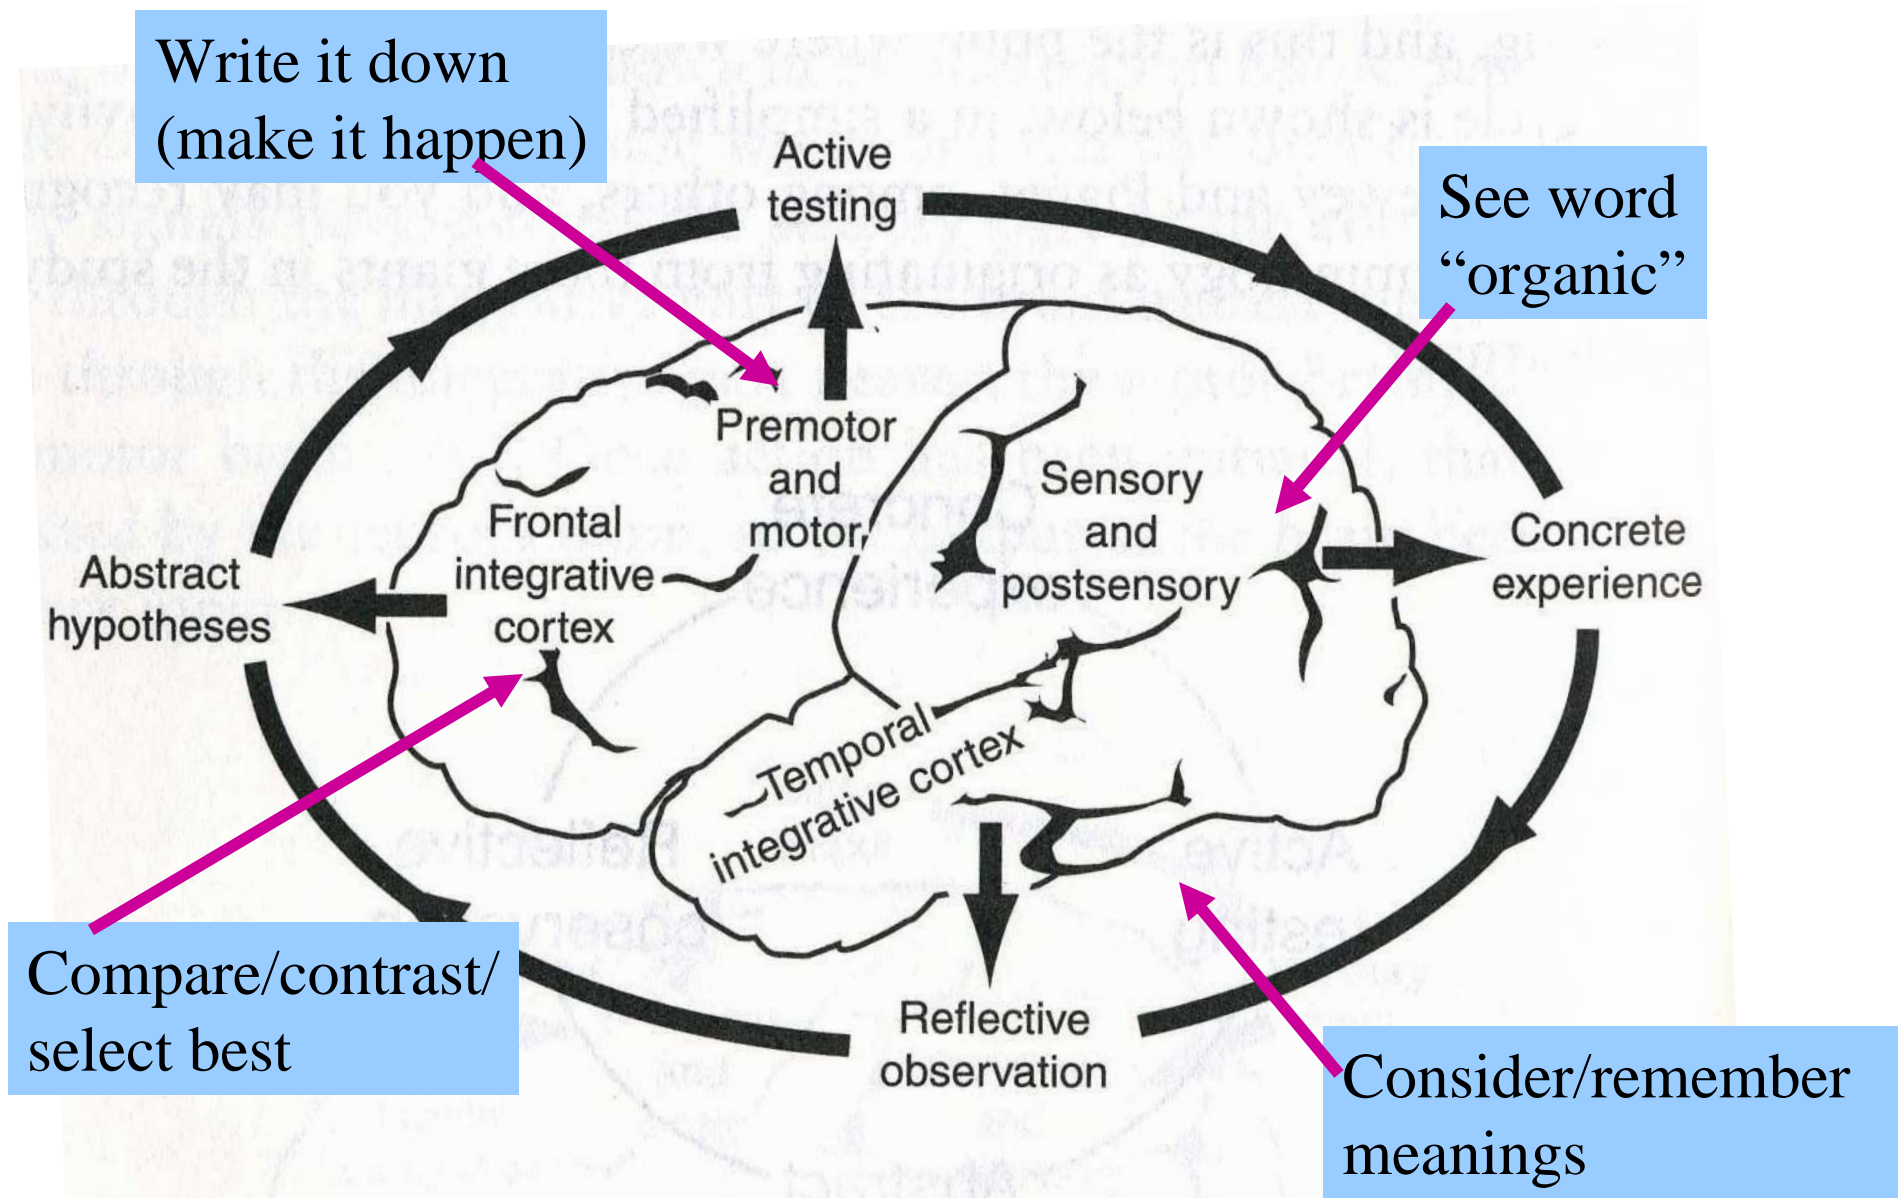 Write it down
(make it happen)
Active
testing
See word
“organic”
Premotor
and
motor
Sensory
and
postsensory
Frontal
integrative
cortex
Concrete
experience
Abstract
hypotheses
Temporal
integrative cortex
Compare/contrast/
select best
Reflective
observation
Consider/remember
meanings